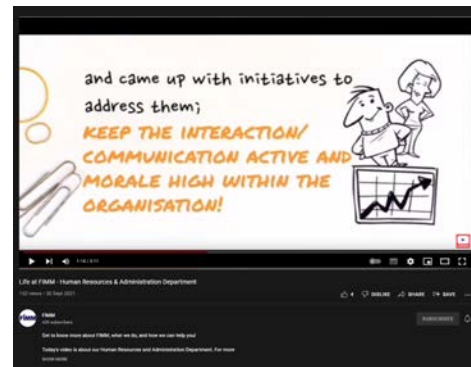 and came up with initiatives to
address them;
KEEP THE INTERACTION/
COMMUNICATION ACTIVE AND
MORALE HIGH WITHIN THE
ORGANISATION!
Life at FIMM - Human Resources & Administration Department
30 Sept 2021
4 DISLIKE SHARE SAVE
FIMM
SUBSCRIBE
Get to know more about FIMM, what we do, and how we can help you!
Today's video is about our Human Resources and Administration Department. For more
SHOW MORE